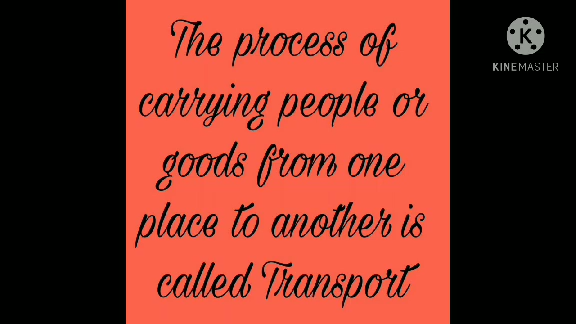 The process of
carrying people or
goods from one
place to another is
called Transport
K
KINEMASTER